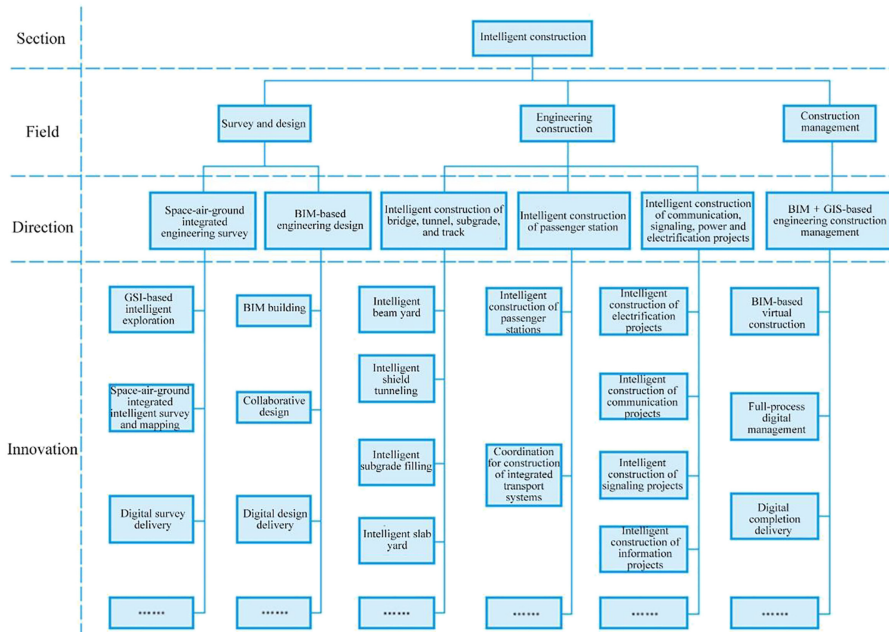 Section
Intelligent construction
Field
Survey and design
Engineering
construction
Construction
management
Direction
Space-air-ground
integrated
engineering survey
BIM-based
engineering design
Intelligent construction of
bridge, tunnel, subgrade,
and track
Intelligent construction
of passenger station
Intelligent construction
of communication,
signaling, power and
electrification projects
BIM + GIS-based
engineering construction
management
Innovation
GSI-based
intelligent
exploration
Space-air-ground
integrated
intelligent survey
and mapping
Digital survey
delivery
......
BIM building
Collaborative
design
Digital design
delivery
......
Intelligent
beam yard
Intelligent
shield
tunneling
Intelligent
subgrade filling
Intelligent slab
yard
......
Intelligent
construction of
passenger
stations
Coordination
for construction
of integrated
transport
systems
......
Intelligent
construction of
electrification
projects
Intelligent
construction of
communication
projects
Intelligent
construction of
signaling projects
Intelligent
construction of
information
projects
......
BIM-based
virtual
construction
Full-process
digital
management
Digital
completion
delivery
......